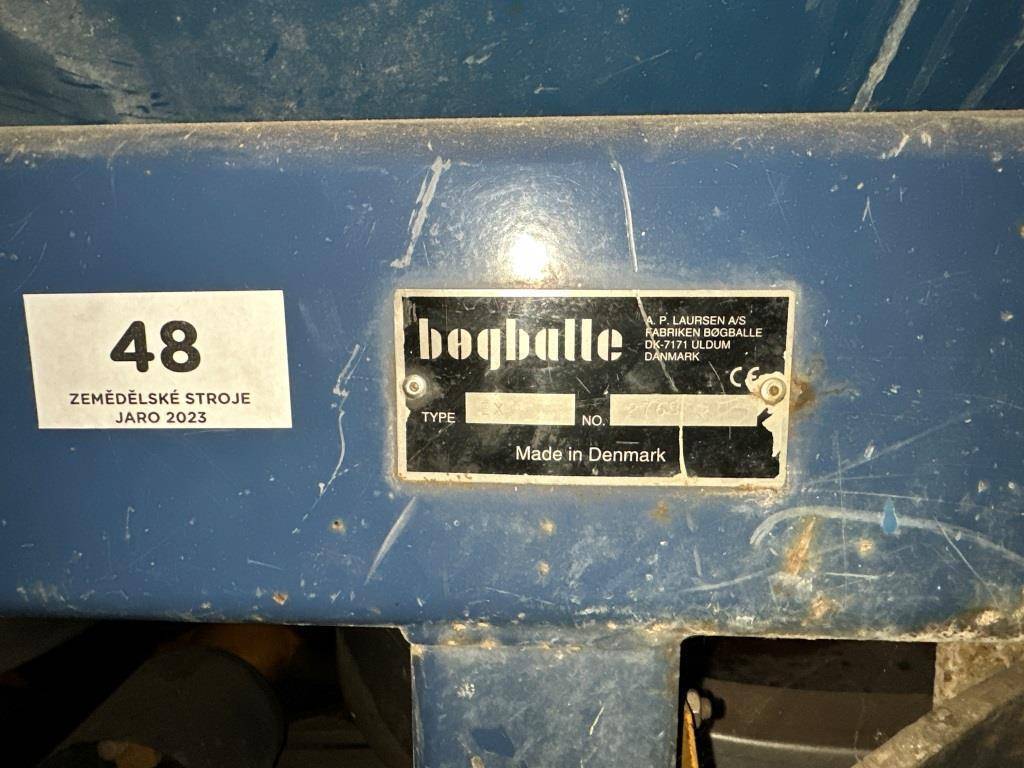 48
ZEMĚDĚLSKÉ STROJE
JARO 2023
bøgballe
A. P. LAURSEN A/S
FABRIKEN BØGBALLE
DK-7171 ULDUM
DANMARK
CE
TYPE EX NO.
Made in Denmark